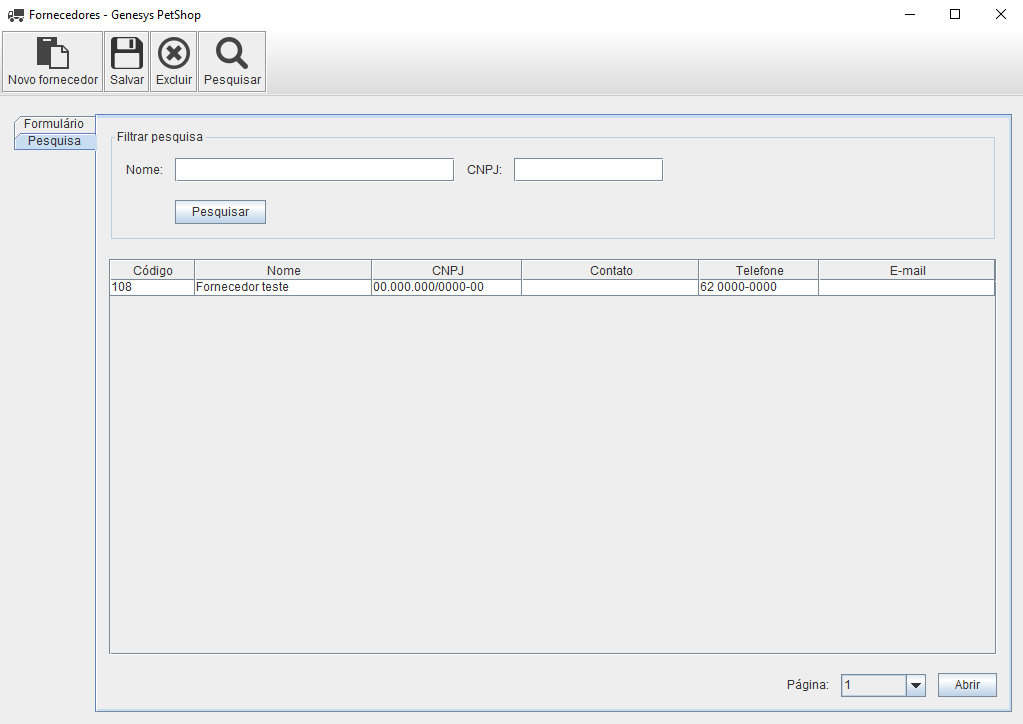 Fornecedores - Genesys PetShop
Novo fornecedor Salvar Excluir Pesquisar
Formulário
Pesquisa
Filtrar pesquisa
Nome: CNPJ:
Pesquisar
Código Nome CNPJ Contato Telefone E-mail
108 Fornecedor teste 00.000.000/0000-00 62 0000-0000
Página: 1 Abrir